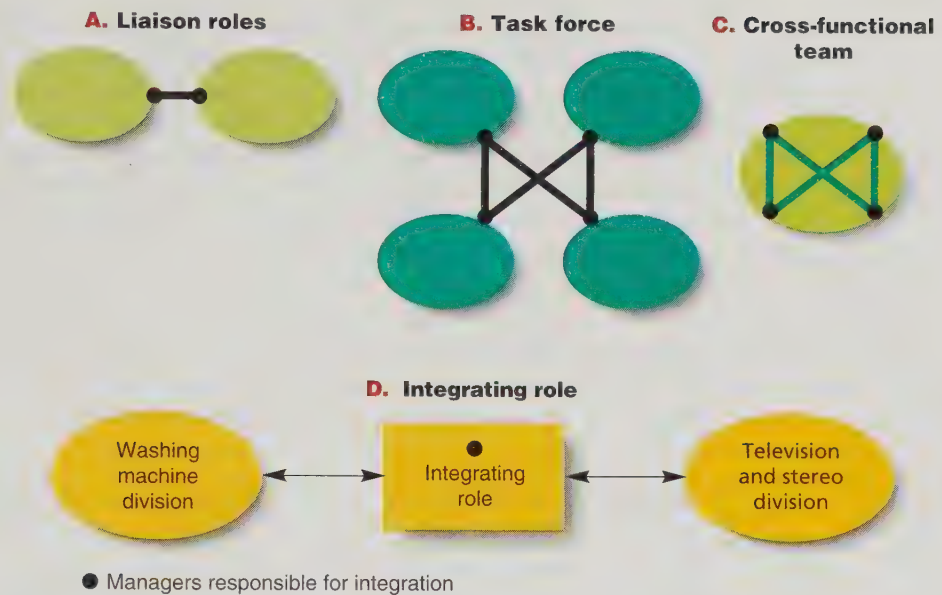 A. Liaison roles
B. Task force
C. Cross-functional
team
D. Integrating role
Washing
machine
division
Integrating
role
Television
and stereo
division
Managers responsible for integration